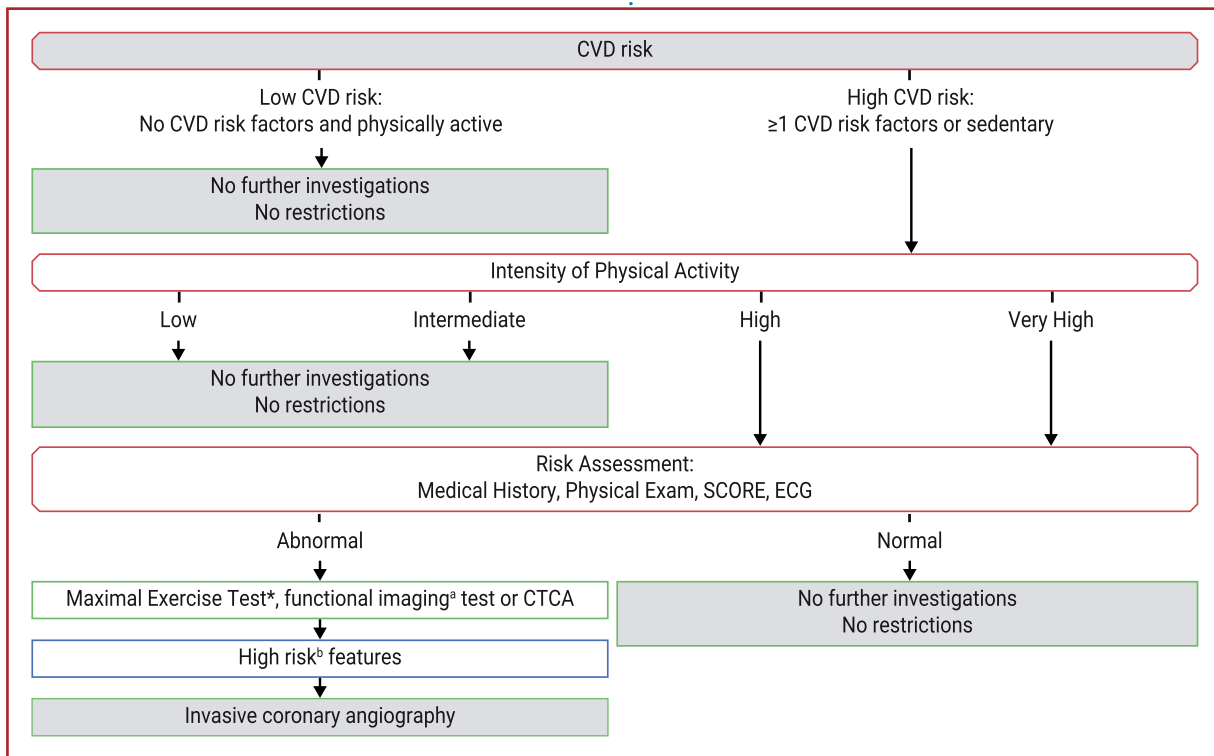 CVD risk
Low CVD risk:
No CVD risk factors and physically active
High CVD risk:
≥1 CVD risk factors or sedentary
No further investigations
No restrictions
Intensity of Physical Activity
Low
Intermediate
High
Very High
No further investigations
No restrictions
Risk Assessment:
Medical History, Physical Exam, SCORE, ECG
Abnormal
Normal
Maximal Exercise Test*, functional imagingᵃ test or CTCA
No further investigations
No restrictions
High riskᵇ features
Invasive coronary angiography